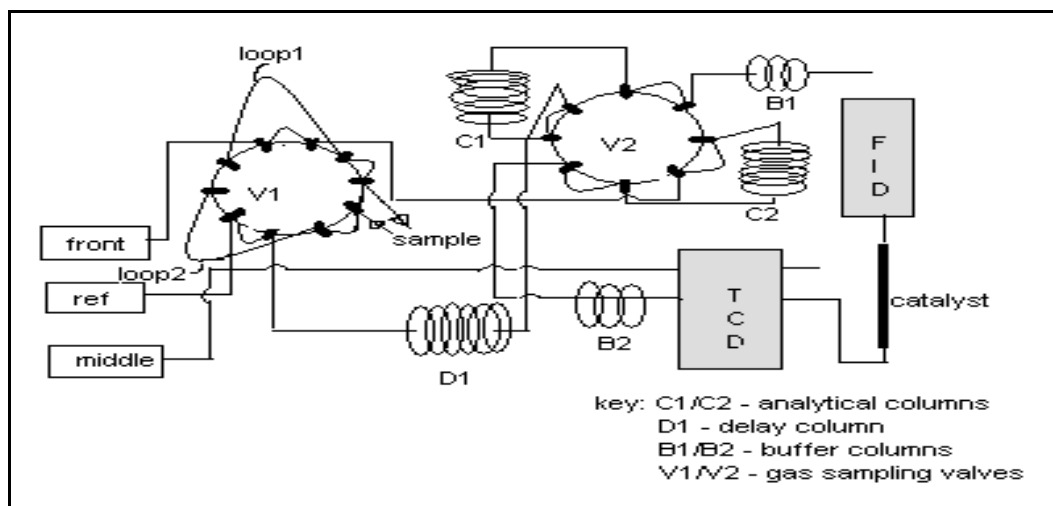 loop1
C1
V2
B1
F
I
D
C2
V1
sample
front
loop2
ref
middle
D1
B2
T
C
D
catalyst
key: C1/C2 - analytical columns
D1 - delay column
B1/B2 - buffer columns
V1/V2 - gas sampling valves